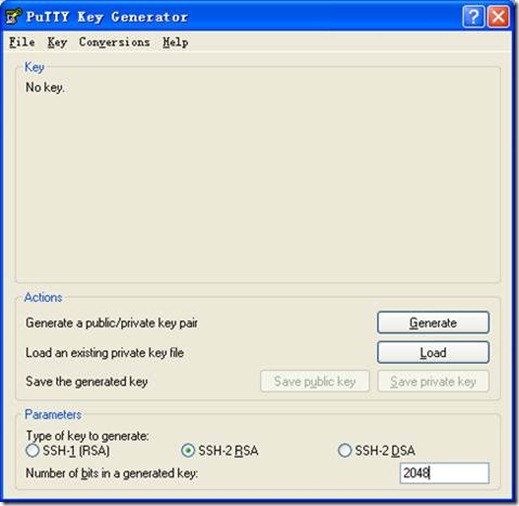 PuTTY Key Generator
File Key Conversions Help
Key
No key.
Actions
Generate a public/private key pair
Generate
Load an existing private key file
Load
Save the generated key
Save public key
Save private key
Parameters
Type of key to generate:
SSH-1 (RSA)
SSH-2 RSA
SSH-2 DSA
Number of bits in a generated key:
2048